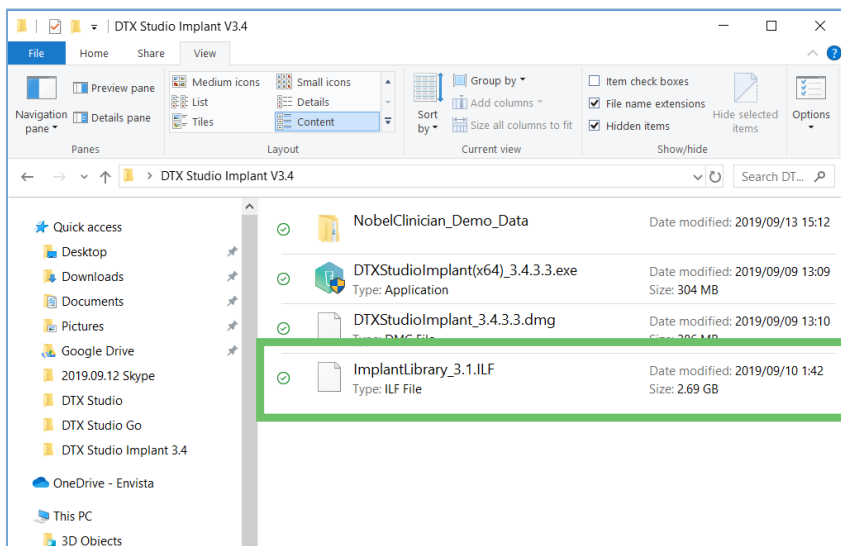 DTX Studio Implant V3.4
File Home Share View
Navigation pane
Preview pane
Details pane
Panes
Medium icons Small icons
List Details
Tiles Content
Layout
Sort by
Group by
Add columns
Size all columns to fit
Current view
Item check boxes
File name extensions
Hidden items
Hide selected items
Show/hide
Options
DTX Studio Implant V3.4
Search DT...
Quick access
Desktop
Downloads
Documents
Pictures
Google Drive
2019.09.12 Skype
DTX Studio
DTX Studio Go
DTX Studio Implant 3.4
OneDrive - Envista
This PC
3D Objects
NobelClinician_Demo_Data Date modified: 2019/09/13 15:12
DTXStudioImplant(x64)_3.4.3.3.exe Date modified: 2019/09/09 13:09
Type: Application Size: 304 MB
DTXStudioImplant_3.4.3.3.dmg Date modified: 2019/09/09 13:10
Type: DMG File
ImplantLibrary_3.1.ILF Date modified: 2019/09/10 1:42
Type: ILF File Size: 2.69 GB